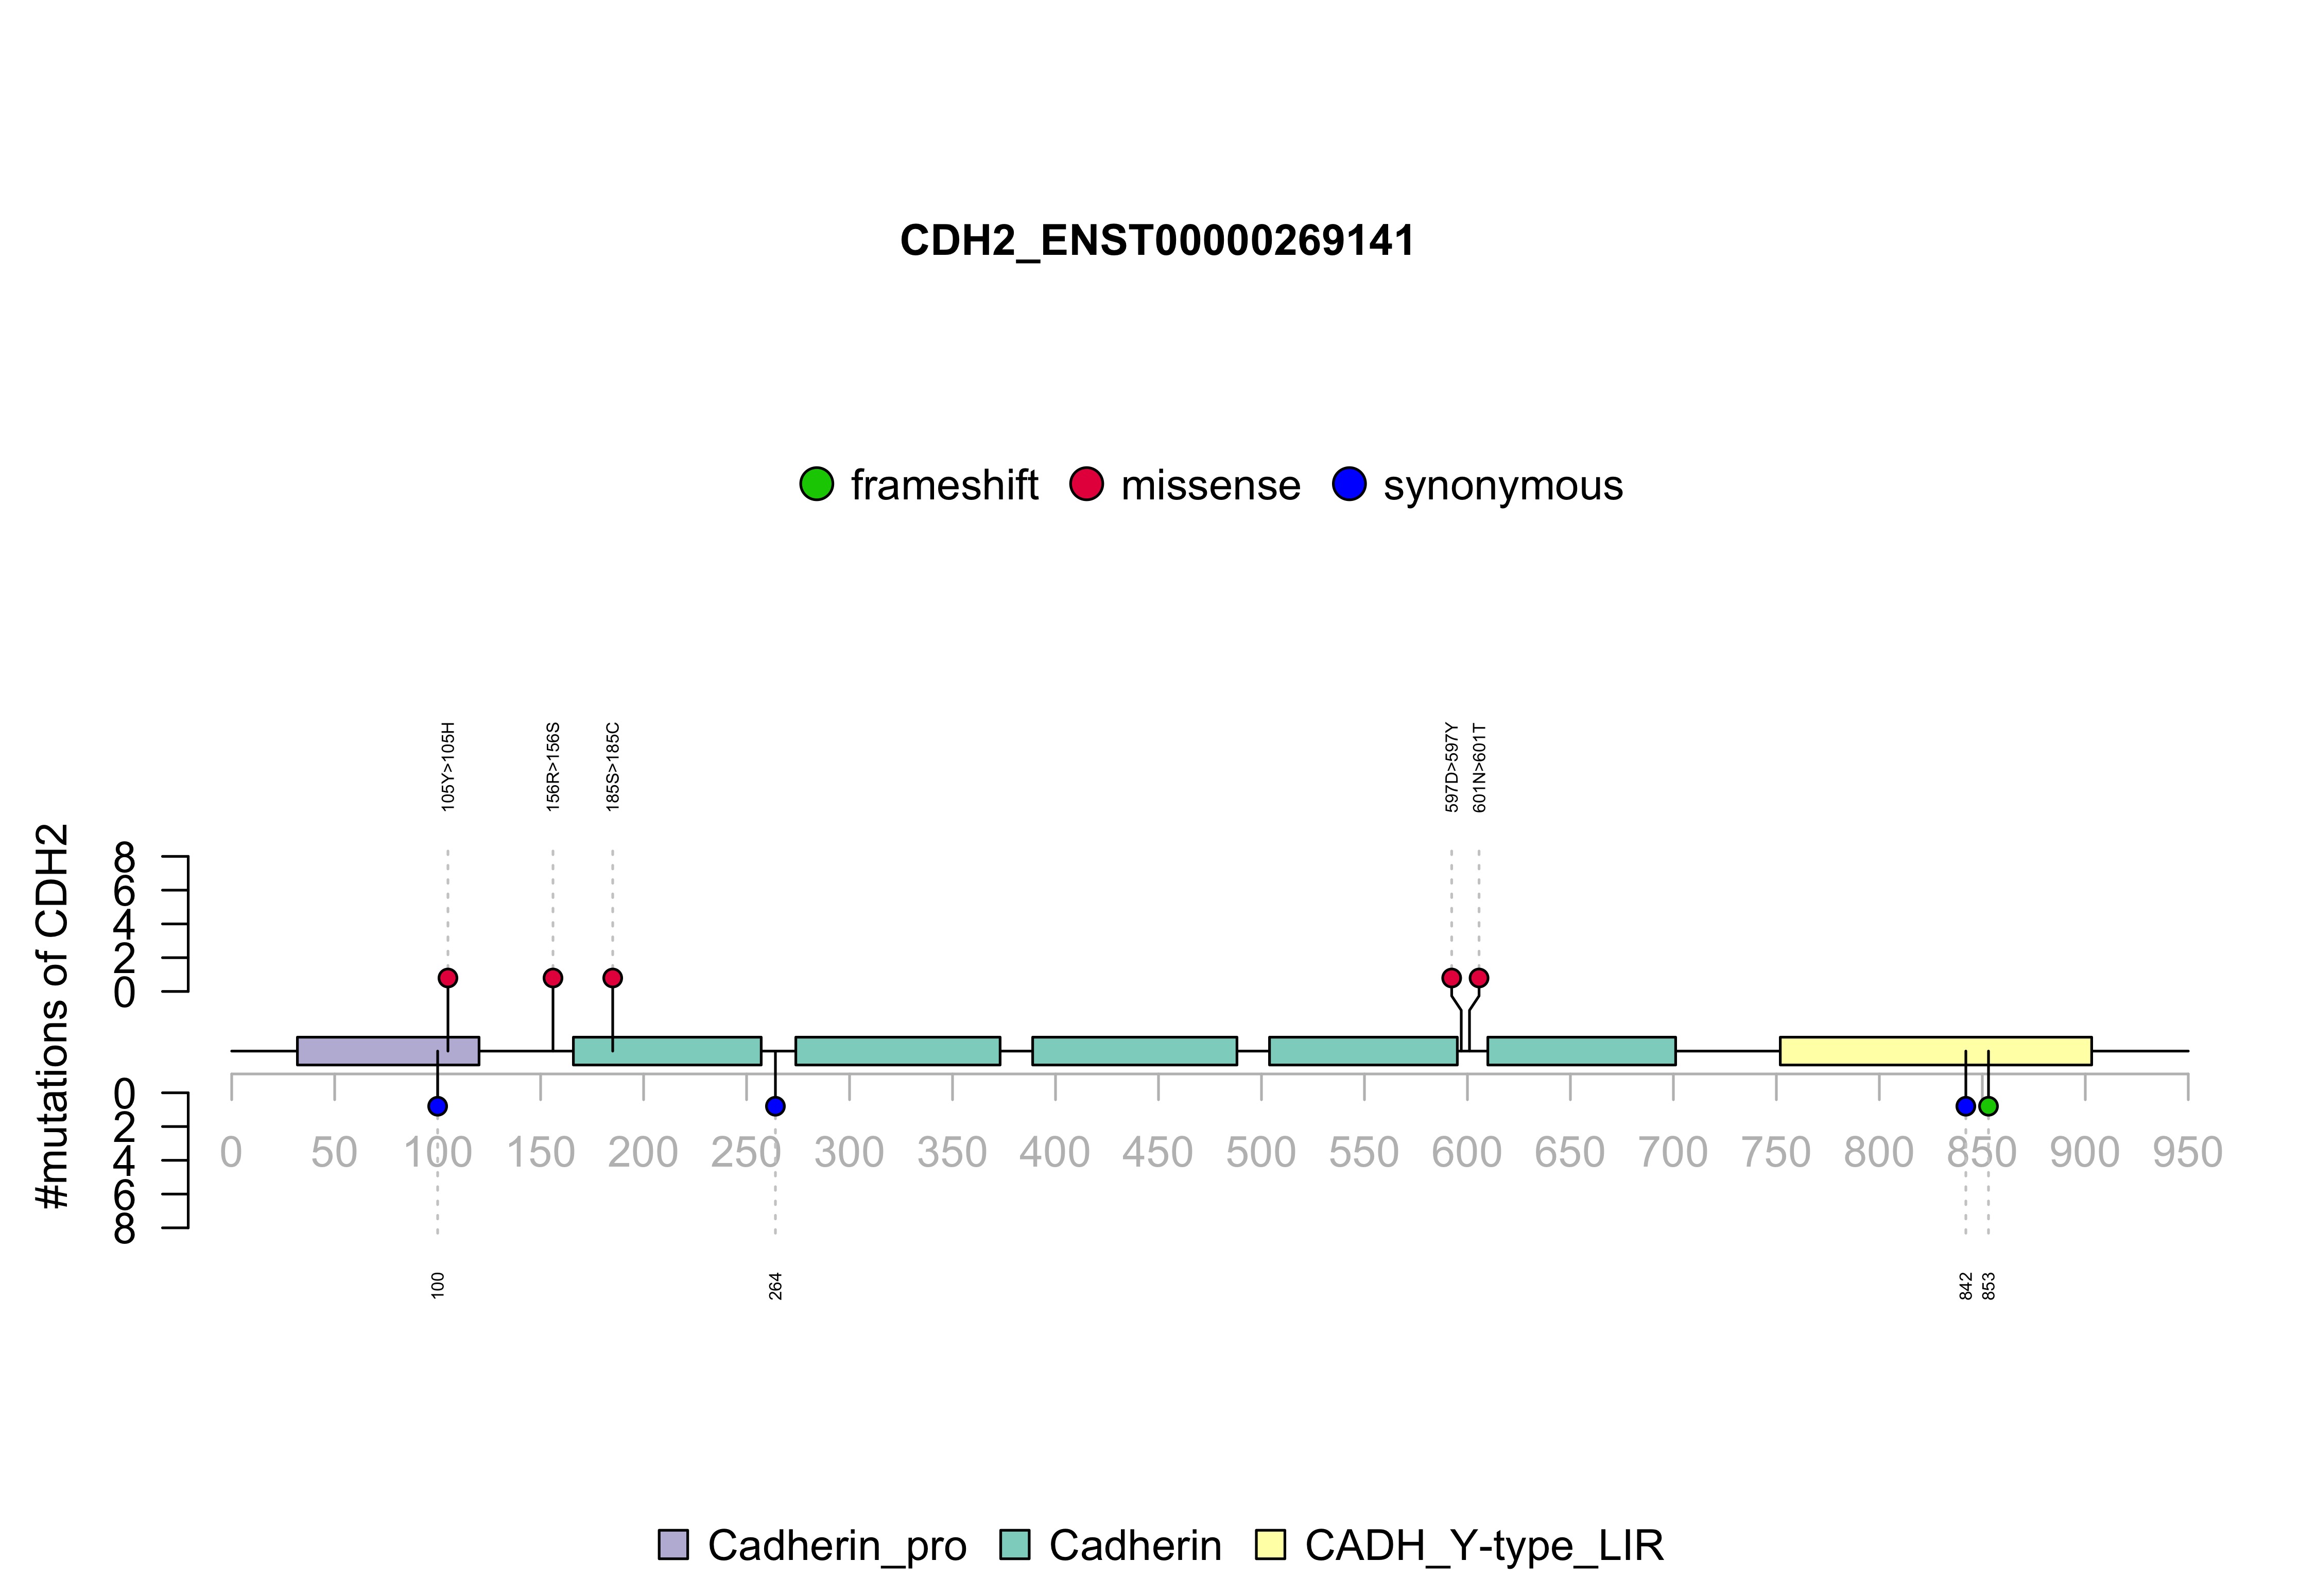 CDH2_ENST00000269141
frameshift missense synonymous
105Y>105H
156R>156S
185S>185C
597D>597Y
601N>601T
#mutations of CDH2
8
6
4
2
0
0
2
4
6
8
0 50 100 150 200 250 300 350 400 450 500 550 600 650 700 750 800 850 900 950
100
264
842
853
Cadherin_pro Cadherin CADH_Y-type_LIR